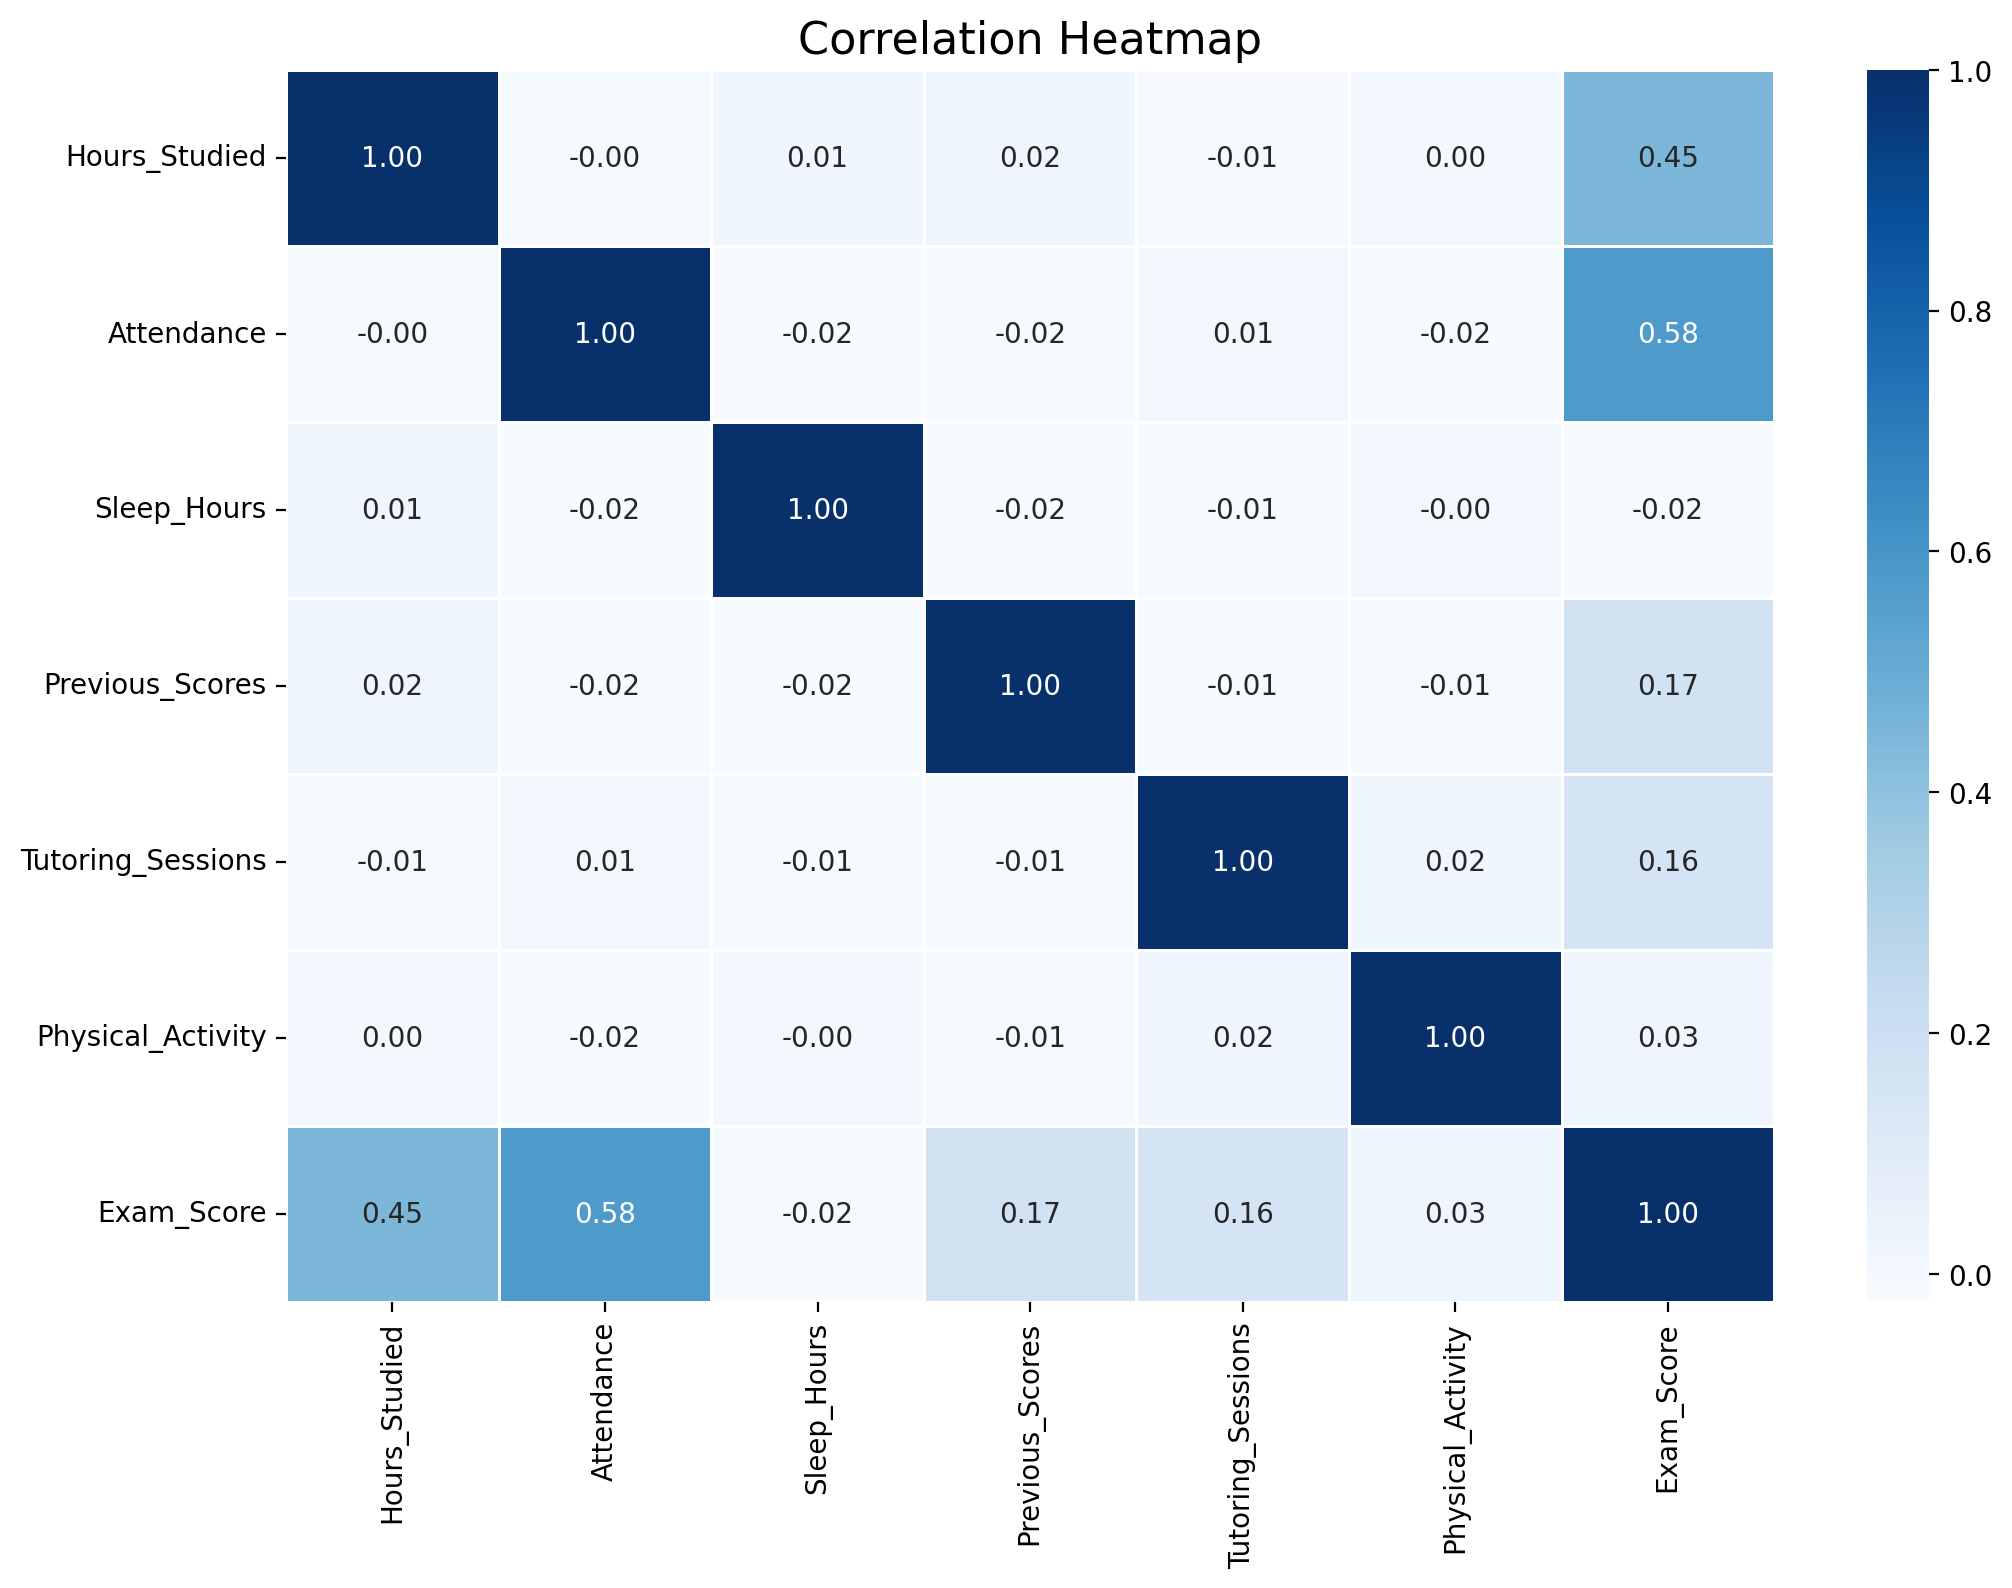 Correlation Heatmap
Hours_Studied 1.00 -0.00 0.01 0.02 -0.01 0.00 0.45
Attendance -0.00 1.00 -0.02 -0.02 0.01 -0.02 0.58
Sleep_Hours 0.01 -0.02 1.00 -0.02 -0.01 -0.00 -0.02
Previous_Scores 0.02 -0.02 -0.02 1.00 -0.01 -0.01 0.17
Tutoring_Sessions -0.01 0.01 -0.01 -0.01 1.00 0.02 0.16
Physical_Activity 0.00 -0.02 -0.00 -0.01 0.02 1.00 0.03
Exam_Score 0.45 0.58 -0.02 0.17 0.16 0.03 1.00
Hours_Studied
Attendance
Sleep_Hours
Previous_Scores
Tutoring_Sessions
Physical_Activity
Exam_Score
1.0
0.8
0.6
0.4
0.2
0.0